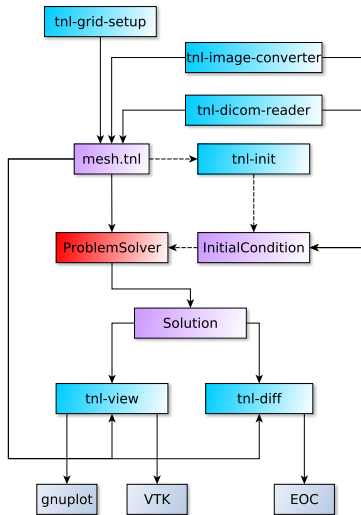 tnl-grid-setup
tnl-image-converter
tnl-dicom-reader
mesh.tnl
tnl-init
ProblemSolver
InitialCondition
Solution
tnl-view
tnl-diff
gnuplot
VTK
EOC